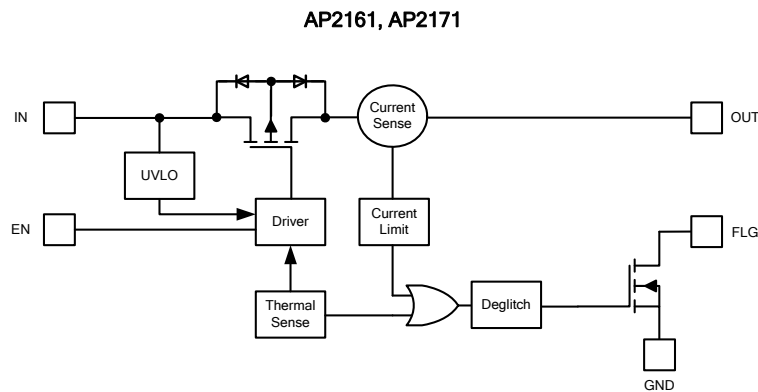 AP2161, AP2171
IN
Current
Sense
OUT
UVLO
EN
Driver
Current
Limit
FLG
Thermal
Sense
Deglitch
GND